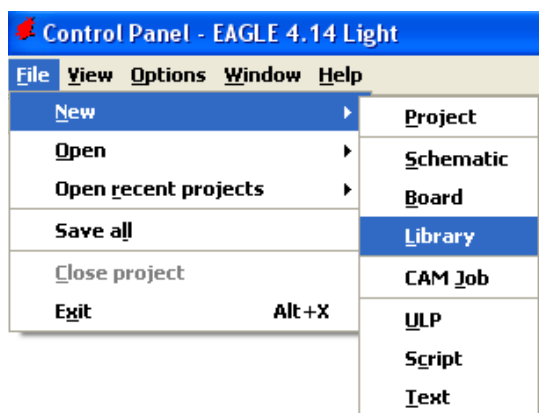 Control Panel - EAGLE 4.14 Light
File View Options Window Help
New
Open
Open recent projects
Save all
Close project
Exit Alt+X
Project
Schematic
Board
Library
CAM Job
ULP
Script
Text